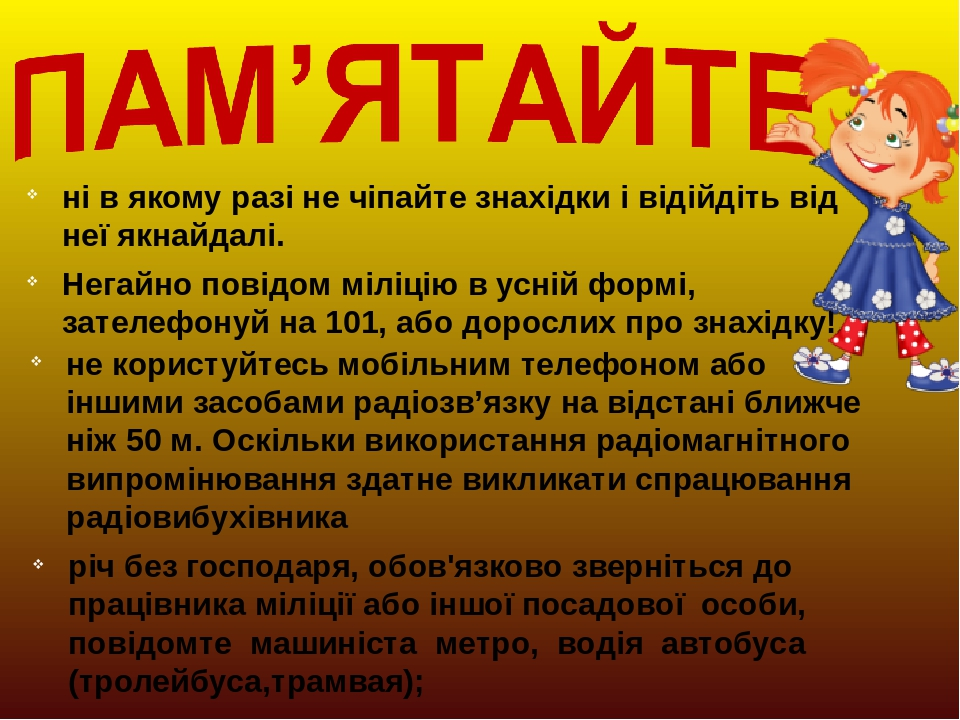 ПАМ’ЯТАЙТЕ
ні в якому разі не чіпайте знахідки і відійдіть від
неї якнайдалі.
Негайно повідом міліцію в усній формі,
зателефонуй на 101, або дорослих про знахідку!
не користуйтесь мобільним телефоном або
іншими засобами радіозв’язку на відстані ближче
ніж 50 м. Оскільки використання радіомагнітного
випромінювання здатне викликати спрацювання
радіовибухівника
річ без господаря, обов'язково зверніться до
працівника міліції або іншої посадової особи,
повідомте машиніста метро, водія автобуса
(тролейбуса,трамвая);